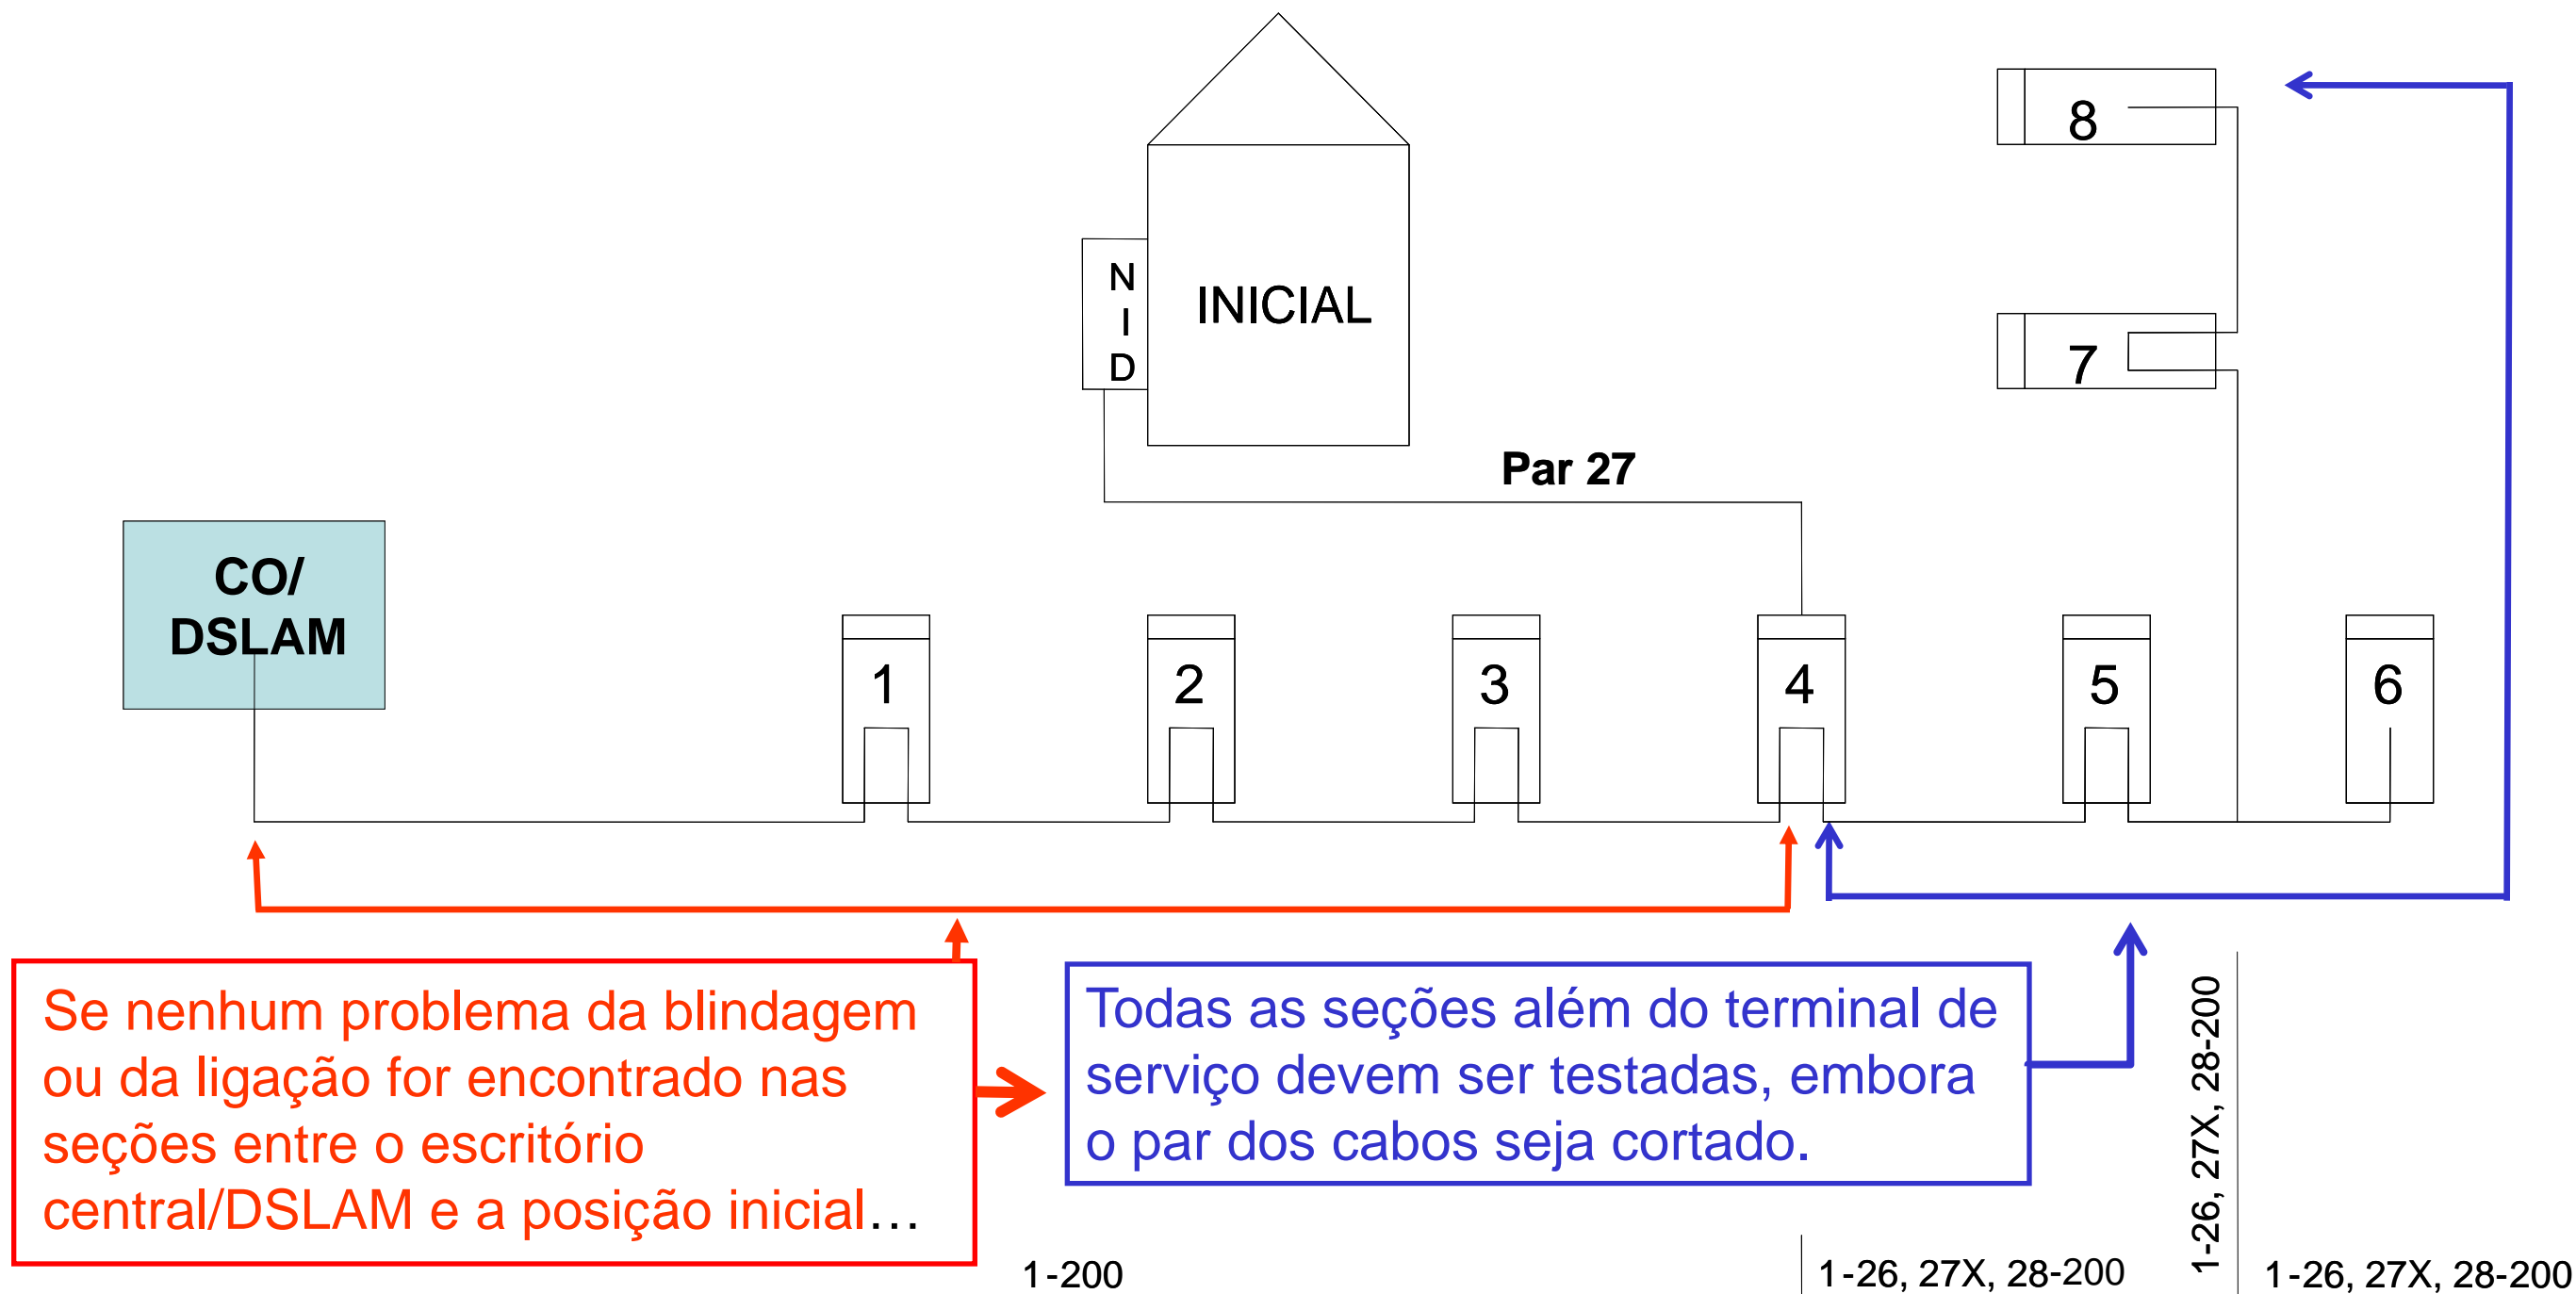 8
N
I
D
INICIAL
7
Par 27
CO/
DSLAM
1
2
3
4
5
6
Se nenhum problema da blindagem
ou da ligação for encontrado nas
seções entre o escritório
central/DSLAM e a posição inicial…
Todas as seções além do terminal de
serviço devem ser testadas, embora
o par dos cabos seja cortado.
1-26, 27X, 28-200
1-200
1-26, 27X, 28-200
1-26, 27X, 28-200